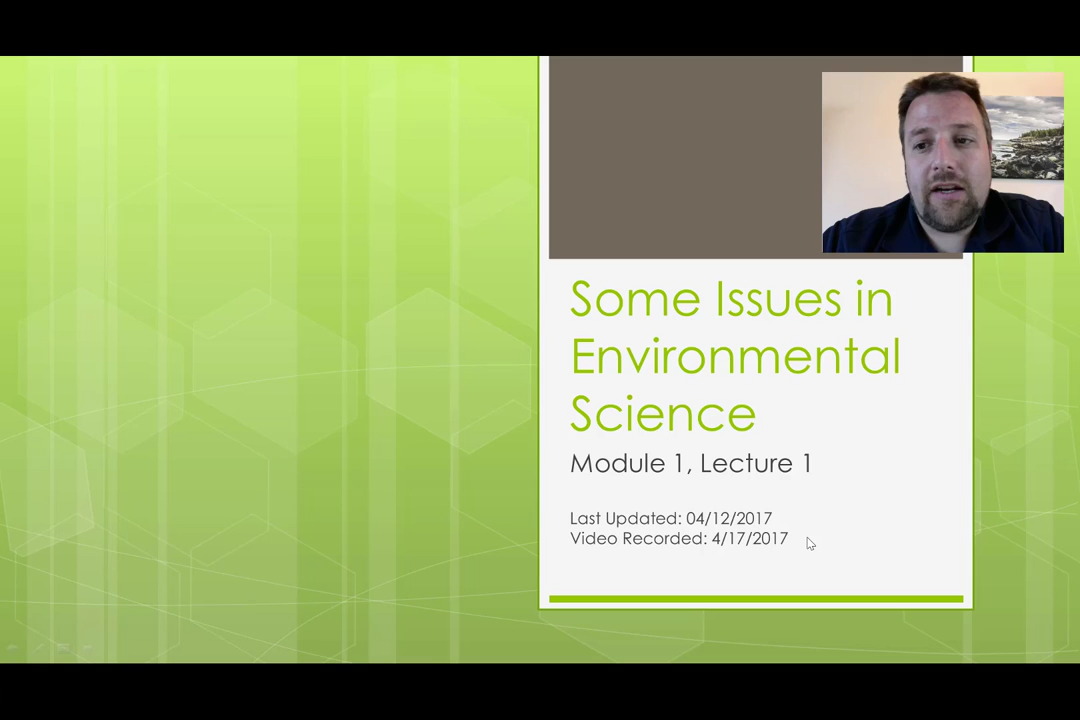 Some Issues in
Environmental
Science
Module 1, Lecture 1
Last Updated: 04/12/2017
Video Recorded: 4/17/2017